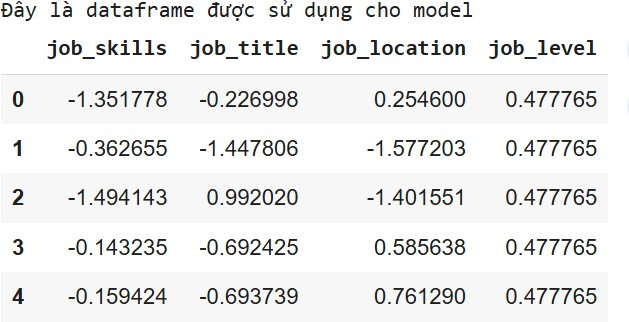 Đây là dataframe được sử dụng cho model
job_skills job_title job_location job_level
0 -1.351778 -0.226998 0.254600 0.477765
1 -0.362655 -1.447806 -1.577203 0.477765
2 -1.494143 0.992020 -1.401551 0.477765
3 -0.143235 -0.692425 0.585638 0.477765
4 -0.159424 -0.693739 0.761290 0.477765